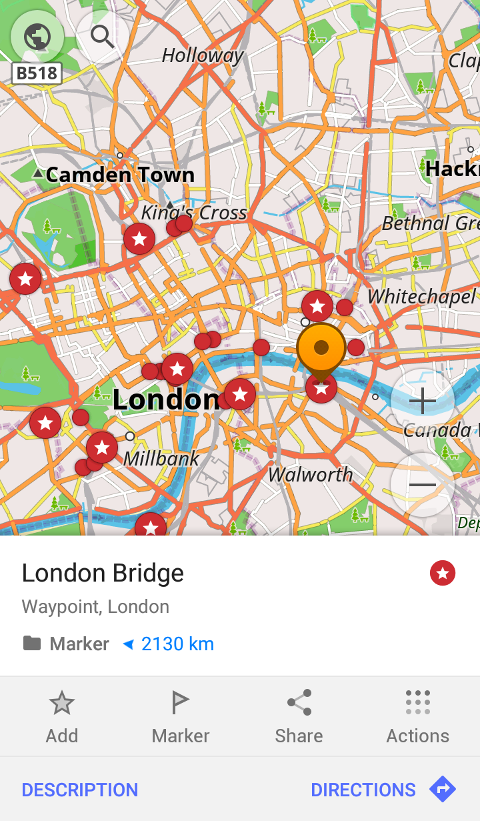 Holloway
Cla
B518
Camden Town
Hackn
King's Cross
Bethnal Gre
Whitechapel
London
Canada
Millbank
Walworth
Dep
London Bridge
Waypoint, London
Marker 2130 km
Add Marker Share Actions
DESCRIPTION DIRECTIONS